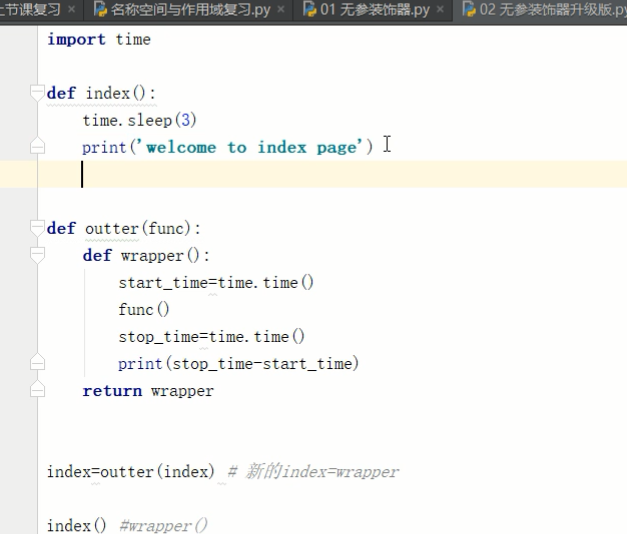 上节课复习 × 名称空间与作用域复习.py × 01 无参装饰器.py × 02 无参装饰器升级版.py
import time
def index():
    time.sleep(3)
    print('welcome to index page')
def outter(func):
    def wrapper():
        start_time=time.time()
        func()
        stop_time=time.time()
        print(stop_time-start_time)
    return wrapper
index=outter(index) # 新的index=wrapper
index() #wrapper()